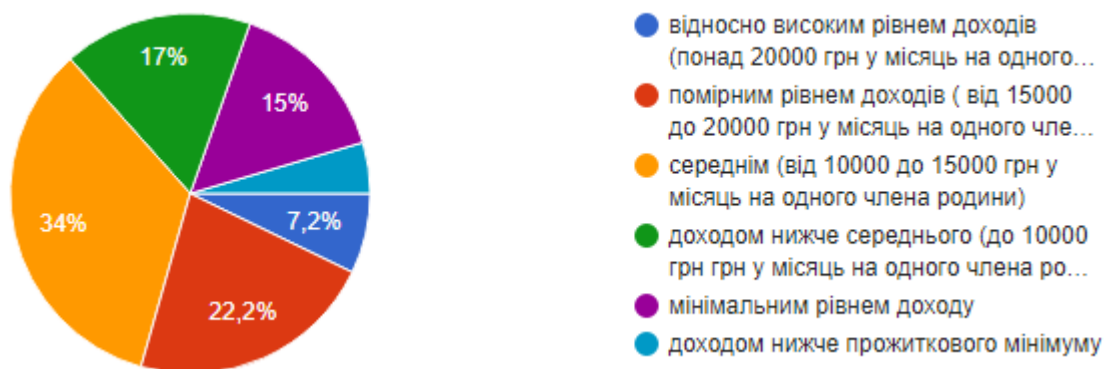 17%
15%
34%
7,2%
22,2%
відносно високим рівнем доходів
(понад 20000 грн у місяць на одного…
помірним рівнем доходів ( від 15000
до 20000 грн у місяць на одного чле…
середнім (від 10000 до 15000 грн у
місяць на одного члена родини)
доходом нижче середнього (до 10000
грн грн у місяць на одного члена ро…
мінімальним рівнем доходу
доходом нижче прожиткового мінімуму